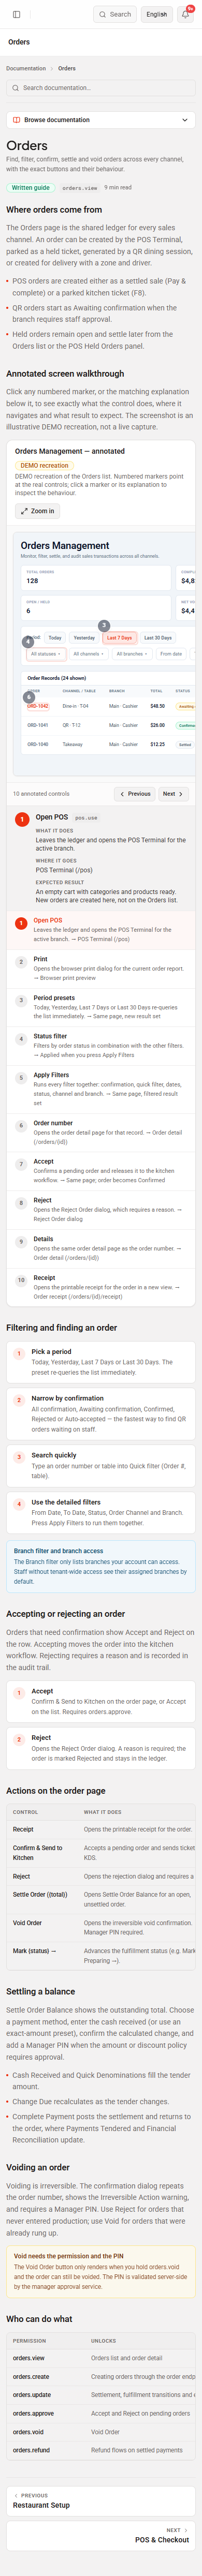 Search
English
9+
Orders
Documentation > Orders
Search documentation...
Browse documentation
Orders
Find, filter, confirm, settle and void orders across every channel,
with the exact buttons and their behaviour.
Written guide orders.view 9 min read
Where orders come from
The Orders page is the shared ledger for every sales
channel. An order can be created by the POS Terminal,
parked as a held ticket, generated by a QR dining session,
or created for delivery with a zone and driver.
POS orders are created either as a settled sale (Pay &
complete) or a parked kitchen ticket (F8).
QR orders start as Awaiting confirmation when the
branch requires staff approval.
Held orders remain open and settle later from the
Orders list or the POS Held Orders panel.
Annotated screen walkthrough
Click any numbered marker, or the matching explanation
below it, to see exactly what the control does, where it
navigates and what result to expect. The screenshot is an
illustrative DEMO recreation, not a live capture.
Orders Management — annotated
DEMO recreation
DEMO recreation of the Orders list. Numbered markers point
at the real controls; click a marker or its explanation to
inspect the behaviour.
Zoom in
Orders Management
Monitor, filter, settle, and audit sales transactions across all channels.
TOTAL ORDERS
128
$4,8
OPEN / HELD
6
$4,2
3
Today Yesterday Last 7 Days Last 30 Days
4
All statuses All channels All branches From date
Order Records (24 shown)
CHANNEL / TABLE BRANCH TOTAL STATUS
6
ORD-1042 Dine-in · T-04 Main · Cashier $48.50 Awaiting
ORD-1041 QR · T-12 Main · Cashier $26.00
ORD-1040 Takeaway Main · Cashier $12.25 Settled
10 annotated controls Previous Next
1 Open POS pos.use
WHAT IT DOES
Leaves the ledger and opens the POS Terminal for the
active branch.
WHERE IT GOES
POS Terminal (/pos)
EXPECTED RESULT
An empty cart with categories and products ready.
New orders are created here, not on the Orders list.
1 Open POS
Leaves the ledger and opens the POS Terminal for the
active branch. → POS Terminal (/pos)
2 Print
Opens the browser print dialog for the current order report.
→ Browser print preview
3 Period presets
Today, Yesterday, Last 7 Days or Last 30 Days re-queries
the list immediately. → Same page, new result set
4 Status filter
Filters by order status in combination with the other filters.
→ Applied when you press Apply Filters
5 Apply Filters
Runs every filter together: confirmation, quick filter, dates,
status, channel and branch. → Same page, filtered result
set
6 Order number
Opens the order detail page for that record. → Order detail
(/orders/{id})
7 Accept
Confirms a pending order and releases it to the kitchen
workflow. → Same page; order becomes Confirmed
8 Reject
Opens the Reject Order dialog, which requires a reason. →
Reject Order dialog
9 Details
Opens the same order detail page as the order number. →
Order detail (/orders/{id})
10 Receipt
Opens the printable receipt for the order in a new view. →
Order receipt (/orders/{id}/receipt)
Filtering and finding an order
1 Pick a period
Today, Yesterday, Last 7 Days or Last 30 Days. The
preset re-queries the list immediately.
2 Narrow by confirmation
All confirmation, Awaiting confirmation, Confirmed,
Rejected or Auto-accepted — the fastest way to find QR
orders waiting on staff.
3 Search quickly
Type an order number or table into Quick filter (Order #,
table).
4 Use the detailed filters
From Date, To Date, Status, Order Channel and Branch.
Press Apply Filters to run them together.
Branch filter and branch access
The Branch filter only lists branches your account can access.
Staff without tenant-wide access see their assigned branches by
default.
Accepting or rejecting an order
Orders that need confirmation show Accept and Reject on
the row. Accepting moves the order into the kitchen
workflow. Rejecting requires a reason and is recorded in
the audit trail.
1 Accept
Confirm & Send to Kitchen on the order page, or Accept
on the list. Requires orders.approve.
2 Reject
Opens the Reject Order dialog. A reason is required, the
order is marked Rejected and stays in the ledger.
Actions on the order page
CONTROL WHAT IT DOES
Receipt Opens the printable receipt for the order.
Confirm & Send to Kitchen Accepts a pending order and sends ticket
KDS.
Reject Opens the rejection dialog and requires a
Settle Order ({total}) Opens Settle Order Balance for an open,
unsettled order.
Void Order Opens the irreversible void confirmation.
Manager PIN required.
Mark {status} → Advances the fulfillment status (e.g. Mark
Preparing →).
Settling a balance
Settle Order Balance shows the outstanding total. Choose
a payment method, enter the cash received (or use an
exact-amount preset), confirm the calculated change, and
add a Manager PIN when the amount or discount policy
requires approval.
Cash Received and Quick Denominations fill the tender
amount.
Change Due recalculates as the tender changes.
Complete Payment posts the settlement and returns to
the order, where Payments Tendered and Financial
Reconciliation update.
Voiding an order
Voiding is irreversible. The confirmation dialog repeats
the order number, shows the Irreversible Action warning,
and requires a Manager PIN. Use Reject for orders that
never entered production; use Void for orders that were
already rung up.
Void needs the permission and the PIN
The Void Order button only renders when you hold orders.void
and the order can still be voided. The PIN is validated server-side
by the manager approval service.
Who can do what
PERMISSION UNLOCKS
orders.view Orders list and order detail
orders.create Creating orders through the order endp
orders.update Settlement, fulfillment transitions and e
orders.approve Accept and Reject on pending orders
orders.void Void Order
orders.refund Refund flows on settled payments
PREVIOUS
Restaurant Setup
NEXT
POS & Checkout